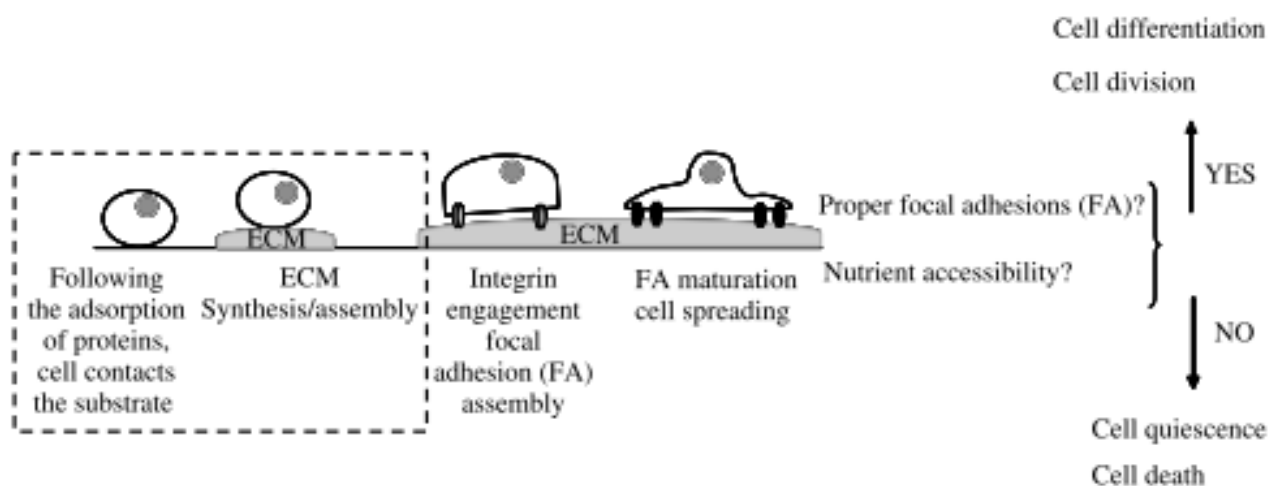 Cell differentiation
Cell division
YES
Proper focal adhesions (FA)?
Nutrient accessibility?
NO
Cell quiescence
Cell death
ECM
ECM
Following
the adsorption
of proteins,
cell contacts
the substrate
ECM
Synthesis/assembly
Integrin
engagement
focal
adhesion (FA)
assembly
FA maturation
cell spreading